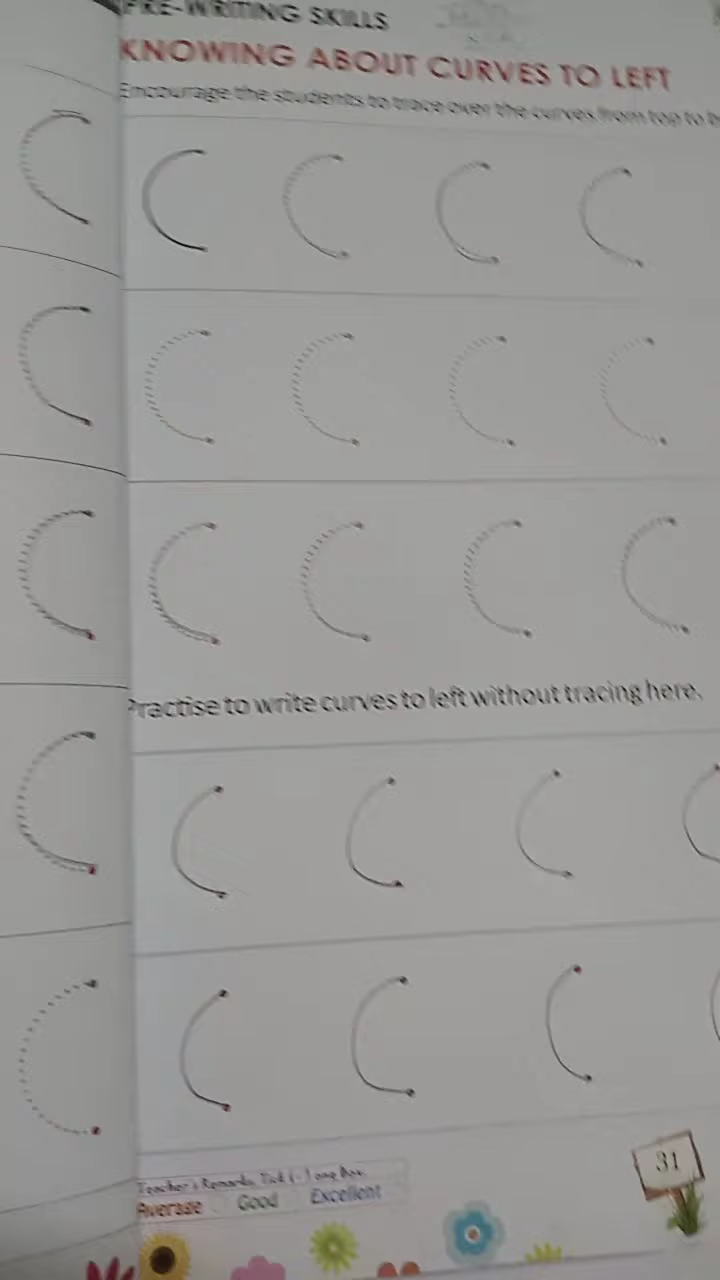 PRE-WRITING SKILLS
KNOWING ABOUT CURVES TO LEFT
Encourage the students to trace over the curves from top to
Practise to write curves to left without tracing here.
Teacher's Remarks, Tick (-) one Box.
Average Good Excellent
31